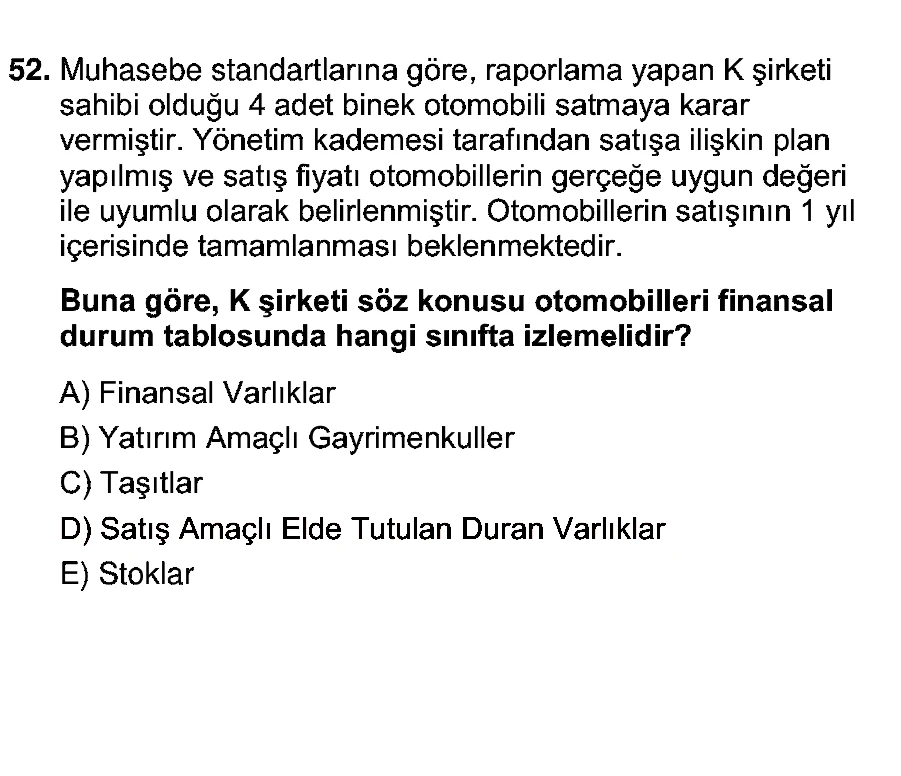 52. Muhasebe standartlarına göre, raporlama yapan K şirketi
sahibi olduğu 4 adet binek otomobili satmaya karar
vermiştir. Yönetim kademesi tarafından satışa ilişkin plan
yapılmış ve satış fiyatı otomobillerin gerçeğe uygun değeri
ile uyumlu olarak belirlenmiştir. Otomobillerin satışının 1 yıl
içerisinde tamamlanması beklenmektedir.
Buna göre, K şirketi söz konusu otomobilleri finansal
durum tablosunda hangi sınıfta izlemelidir?
A) Finansal Varlıklar
B) Yatırım Amaçlı Gayrimenkuller
C) Taşıtlar
D) Satış Amaçlı Elde Tutulan Duran Varlıklar
E) Stoklar